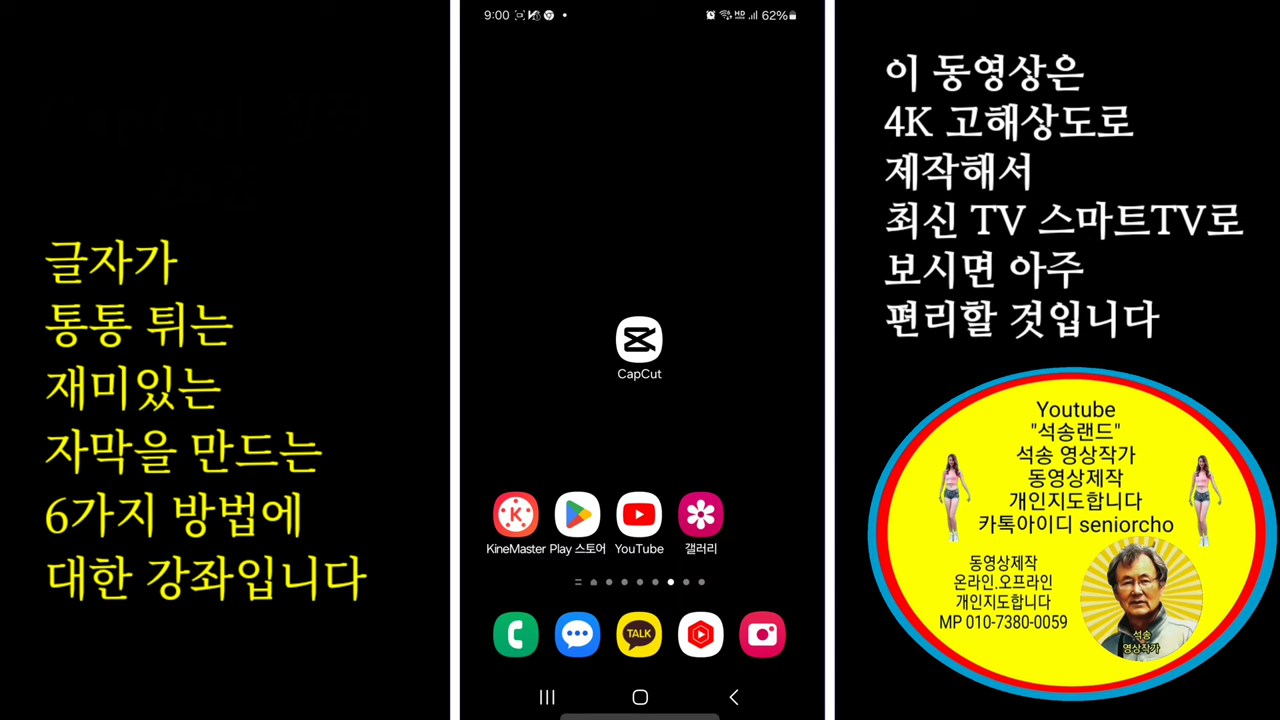 글자가
통통 튀는
재미있는
자막을 만드는
6가지 방법에
대한 강좌입니다
9:00
HD
62%
CapCut
KineMaster
Play 스토어
YouTube
갤러리
TALK
이 동영상은
4K 고해상도로
제작해서
최신 TV 스마트TV로
보시면 아주
편리할 것입니다
Youtube
"석송랜드"
석송 영상작가
동영상제작
개인지도합니다
카톡아이디 seniorcho
동영상제작
온라인.오프라인
개인지도합니다
MP 010-7380-0059
석송
영상작가